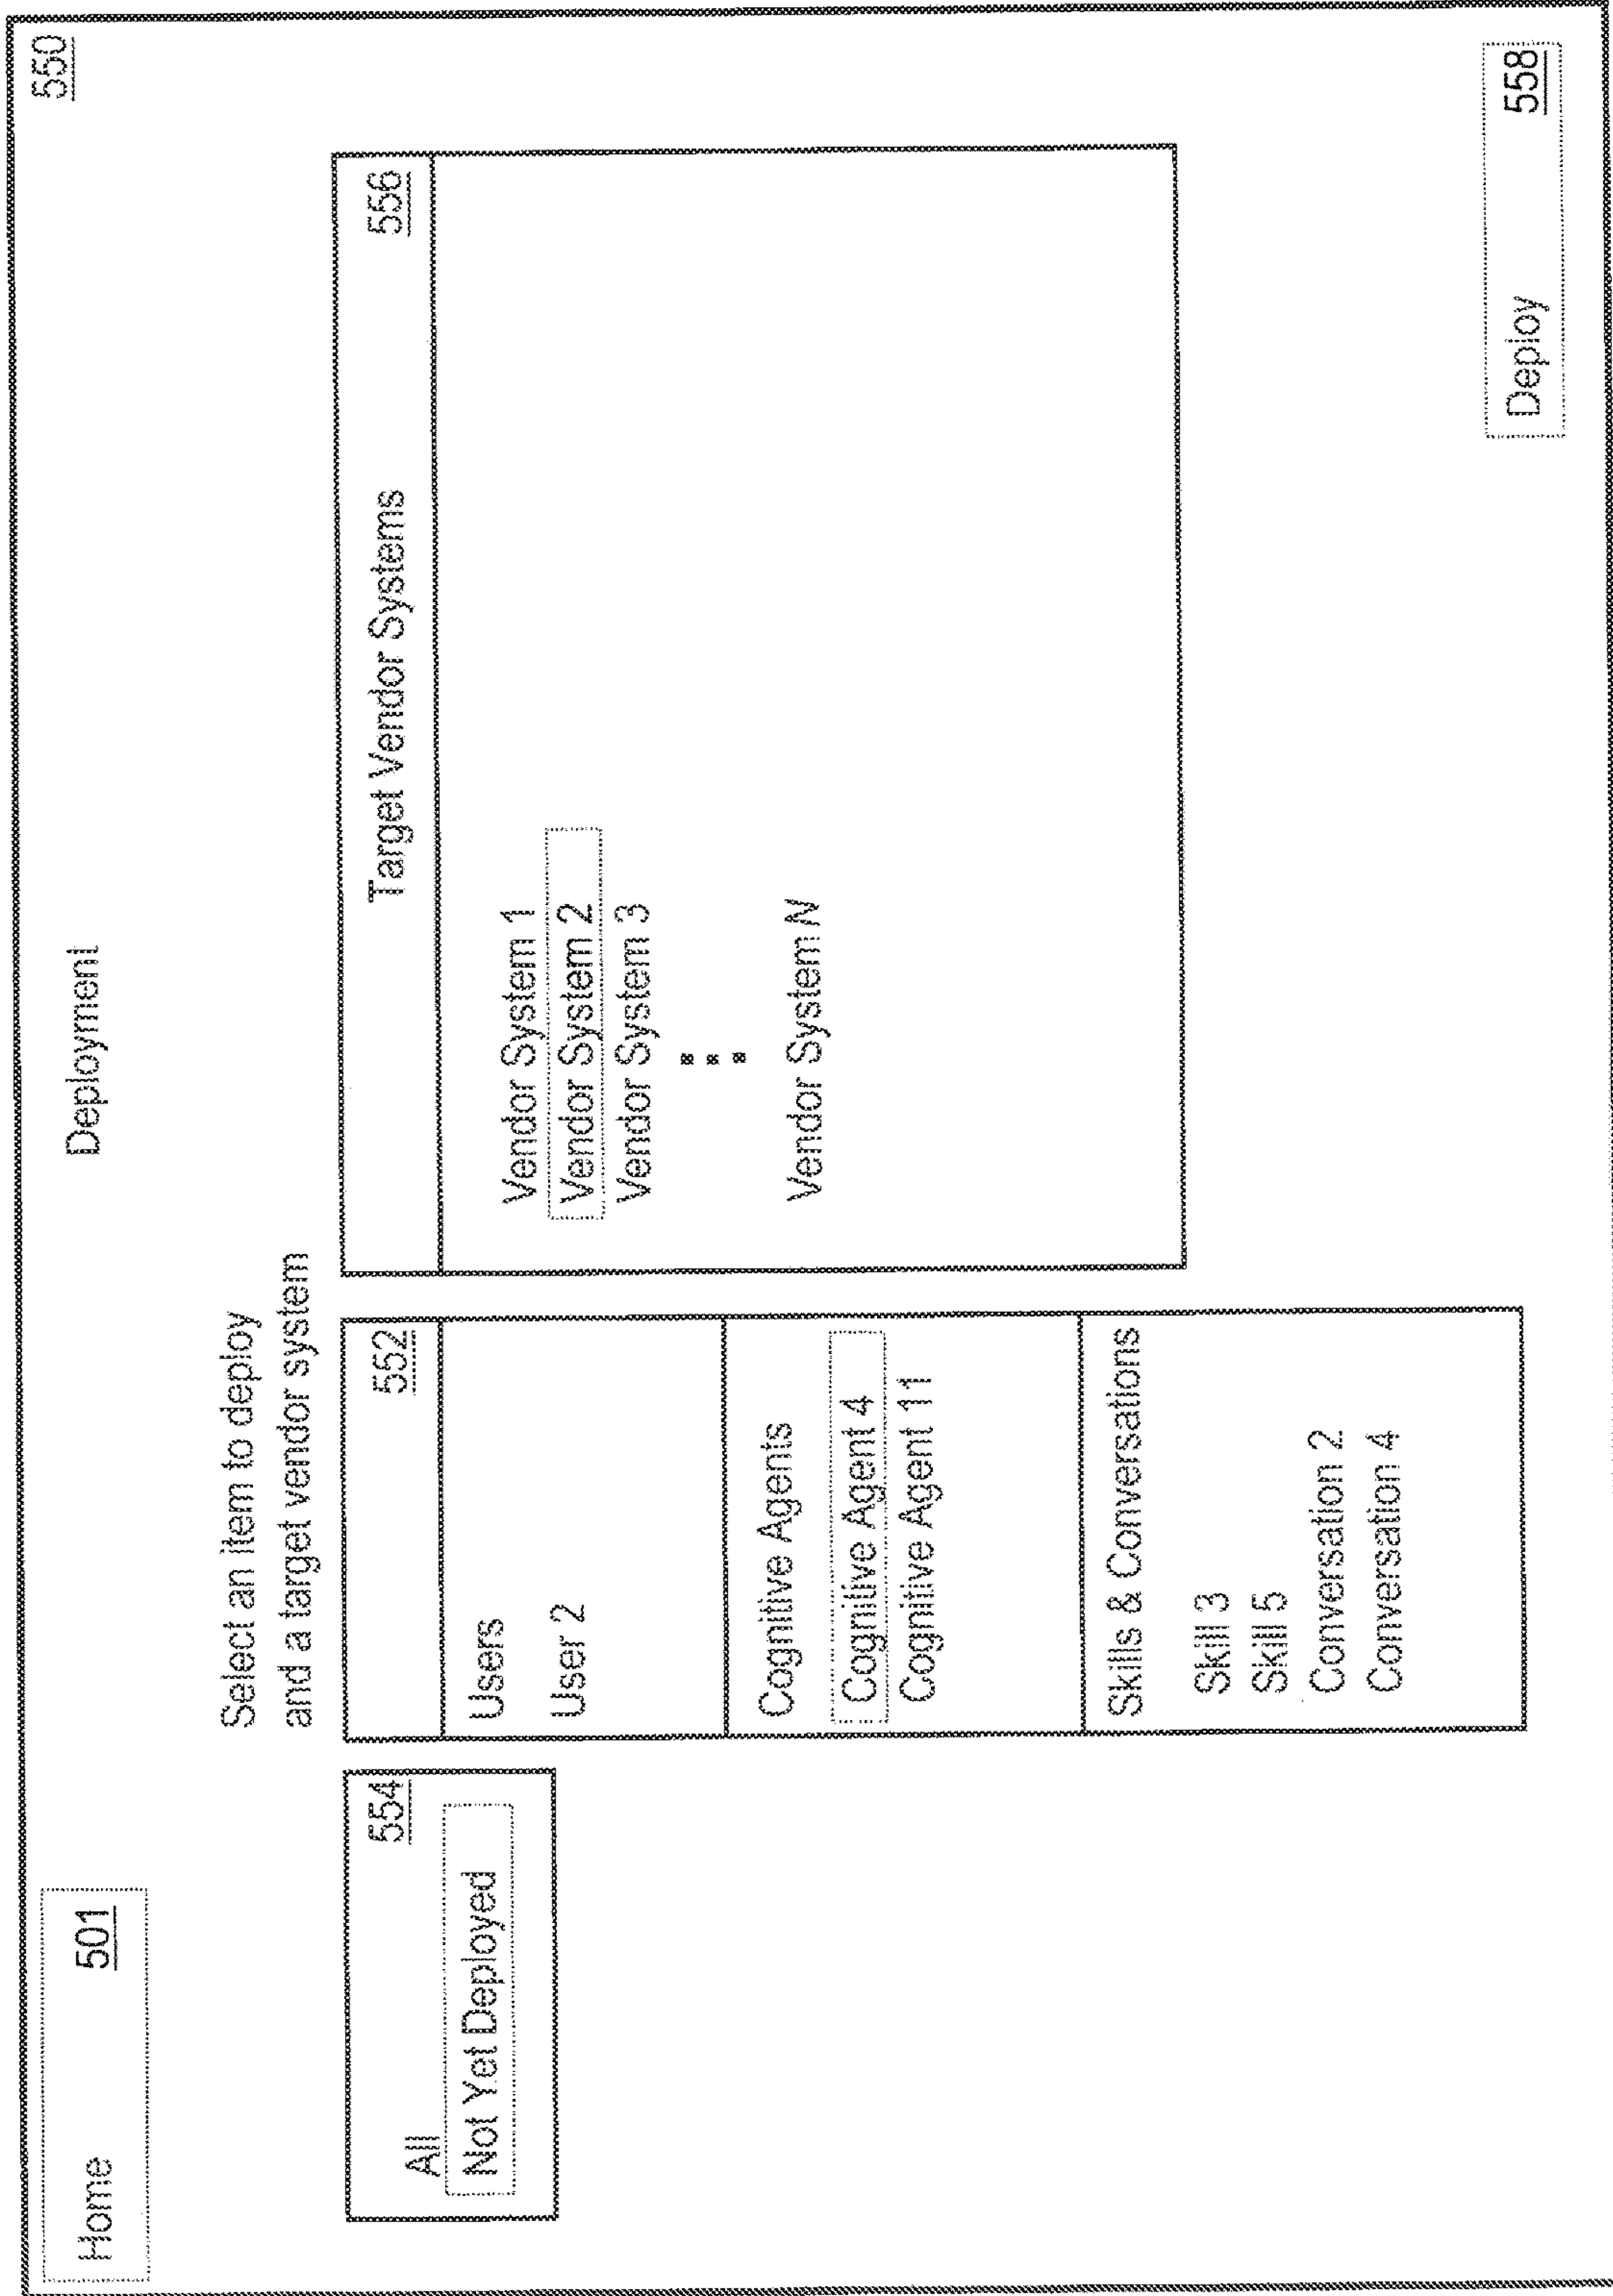 Home 501
Deployment
550
Select an item to deploy
and a target vendor system
554
All
Not Yet Deployed
552
Users
User 2
Cognitive Agents
Cognitive Agent 4
Cognitive Agent 11
Skills & Conversations
Skill 3
Skill 5
Conversation 2
Conversation 4
Target Vendor Systems 556
Vendor System 1
Vendor System 2
Vendor System 3
Vendor System N
Deploy 558